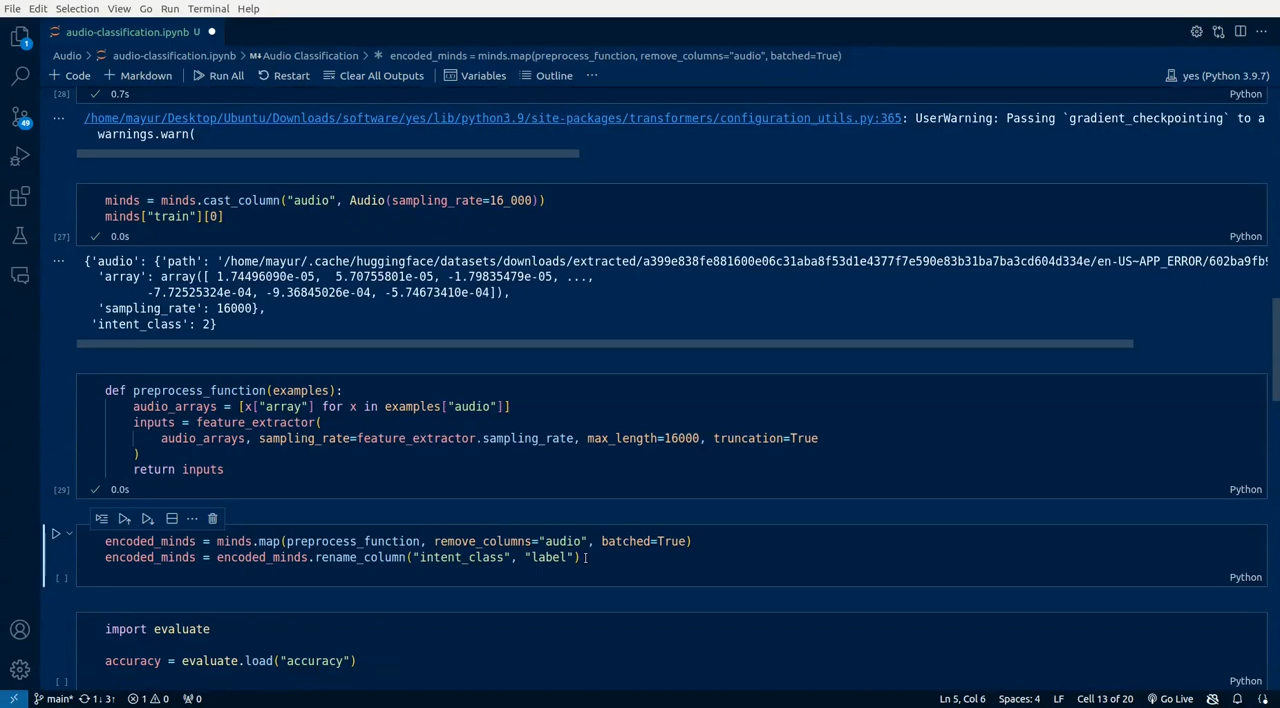 File Edit Selection View Go Run Terminal Help
audio-classification.ipynb U
Audio > audio-classification.ipynb > M↓Audio Classification > encoded_minds = minds.map(preprocess_function, remove_columns="audio", batched=True)
+ Code + Markdown Run All Restart Clear All Outputs Variables Outline ... yes (Python 3.9.7)
[28] 0.7s Python
... /home/mayur/Desktop/Ubuntu/Downloads/software/yes/lib/python3.9/site-packages/transformers/configuration_utils.py:365: UserWarning: Passing `gradient_checkpointing` to a
warnings.warn(
minds = minds.cast_column("audio", Audio(sampling_rate=16_000))
minds["train"][0]
[27] 0.0s Python
... {'audio': {'path': '/home/mayur/.cache/huggingface/datasets/downloads/extracted/a399e838fe881600e06c31aba8f53d1e4377f7e590e83b31ba7ba3cd604d334e/en-US~APP_ERROR/602ba9fb9
'array': array([ 1.74496090e-05, 5.70755801e-05, -1.79835479e-05, ...,
-7.72525324e-04, -9.36845026e-04, -5.74673410e-04]),
'sampling_rate': 16000},
'intent_class': 2}
def preprocess_function(examples):
audio_arrays = [x["array"] for x in examples["audio"]]
inputs = feature_extractor(
audio_arrays, sampling_rate=feature_extractor.sampling_rate, max_length=16000, truncation=True
)
return inputs
[29] 0.0s Python
encoded_minds = minds.map(preprocess_function, remove_columns="audio", batched=True)
encoded_minds = encoded_minds.rename_column("intent_class", "label")
[ ] Python
import evaluate
accuracy = evaluate.load("accuracy")
[ ] Python
1
49
main* 1↓ 3↑ 1 0 0 Ln 5, Col 6 Spaces: 4 LF Cell 13 of 20 Go Live